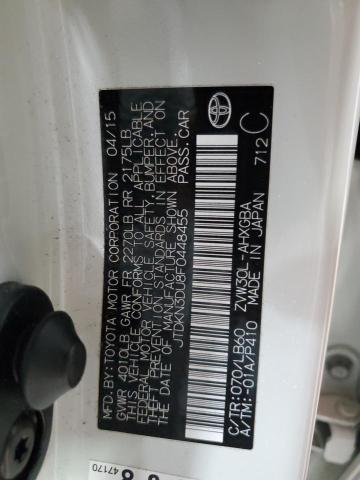 MFD. BY: TOYOTA MOTOR CORPORATION 04/15
GVWR 4010LB GAWR FR 2270LB RR 2175LB
THIS VEHICLE CONFORMS TO ALL APPLICABLE
FEDERAL MOTOR VEHICLE SAFETY, BUMPER, AND
THEFT PREVENTION STANDARDS IN EFFECT ON
THE DATE OF MANUFACTURE SHOWN ABOVE.
JTDKN3DU8F0448455 PASS. CAR
C/TR: 070/LB60 ZVW30L-AHXGBA
A/TM: -01A/P410 MADE IN JAPAN
712 C
47170